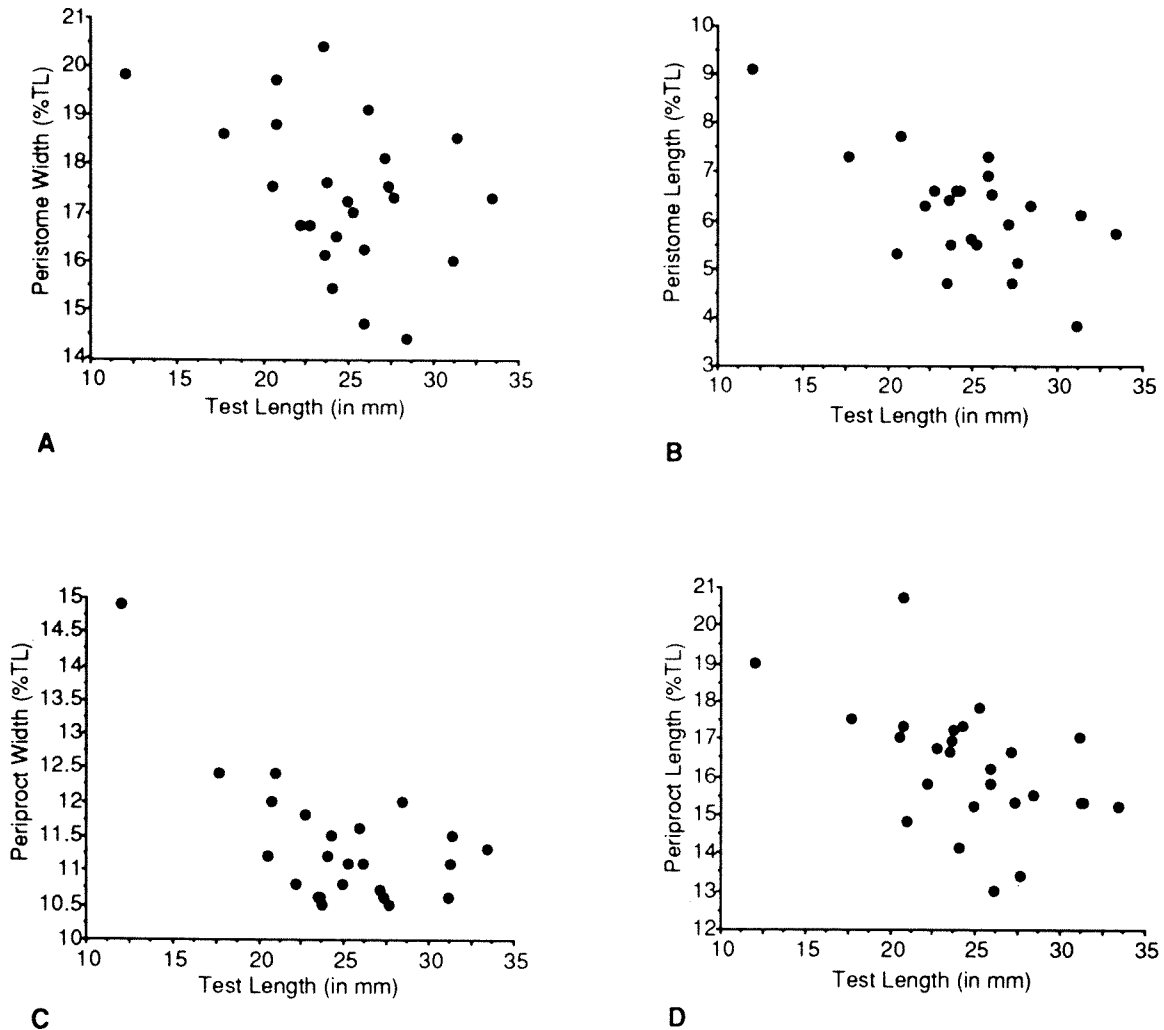 21
20
19
18
17
16
15
14
Peristome Width (%TL)
10 15 20 25 30 35
Test Length (in mm)
A
10
9
8
7
6
5
4
3
Peristome Length (%TL)
10 15 20 25 30 35
Test Length (in mm)
B
15
14.5
14
13.5
13
12.5
12
11.5
11
10.5
10
Periproct Width (%TL)
10 15 20 25 30 35
Test Length (in mm)
C
21
20
19
18
17
16
15
14
13
12
Periproct Length (%TL)
10 15 20 25 30 35
Test Length (in mm)
D